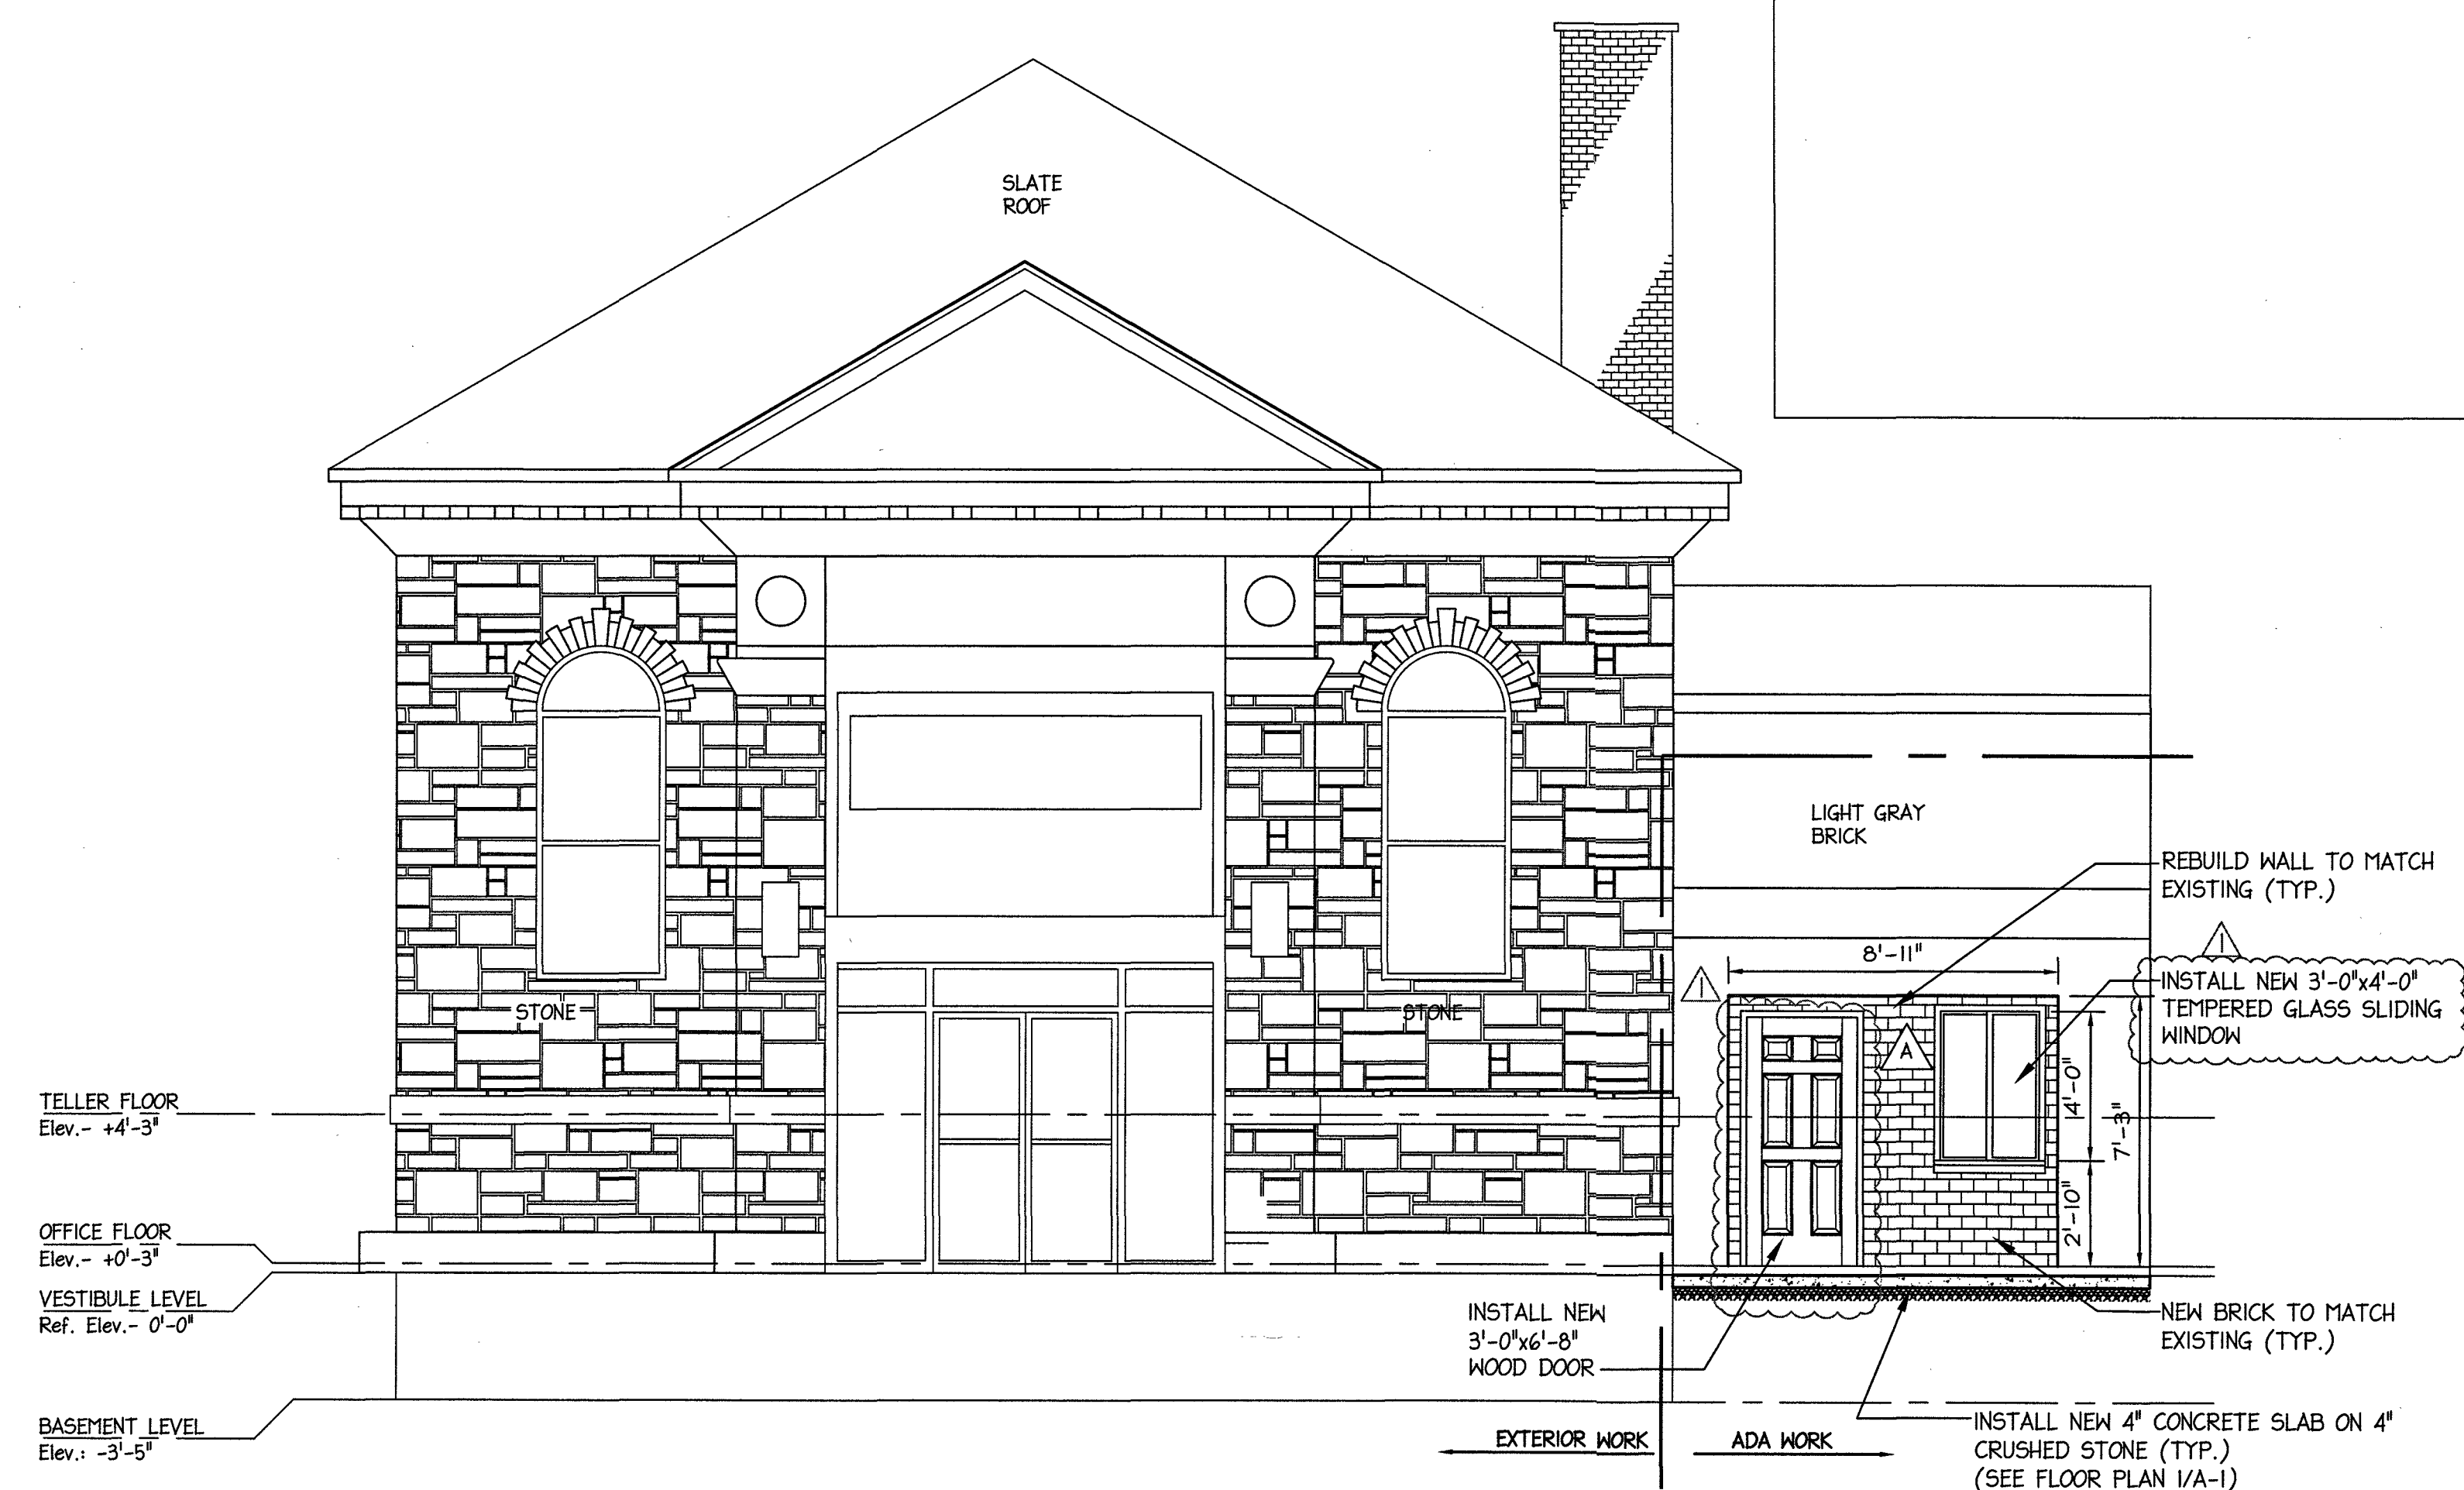 SLATE
ROOF
LIGHT GRAY
BRICK
REBUILD WALL TO MATCH
EXISTING (TYP.)
1
8'-11"
1
INSTALL NEW 3'-0"x4'-0"
TEMPERED GLASS SLIDING
WINDOW
STONE
STONE
A
4'-0"
7'-3"
2'-10"
TELLER FLOOR
Elev.- +4'-3"
OFFICE FLOOR
Elev.- +0'-3"
VESTIBULE LEVEL
Ref. Elev.- 0'-0"
BASEMENT LEVEL
Elev.: -3'-5"
INSTALL NEW
3'-0"x6'-8"
WOOD DOOR
NEW BRICK TO MATCH
EXISTING (TYP.)
EXTERIOR WORK
ADA WORK
INSTALL NEW 4" CONCRETE SLAB ON 4"
CRUSHED STONE (TYP.)
(SEE FLOOR PLAN 1/A-1)